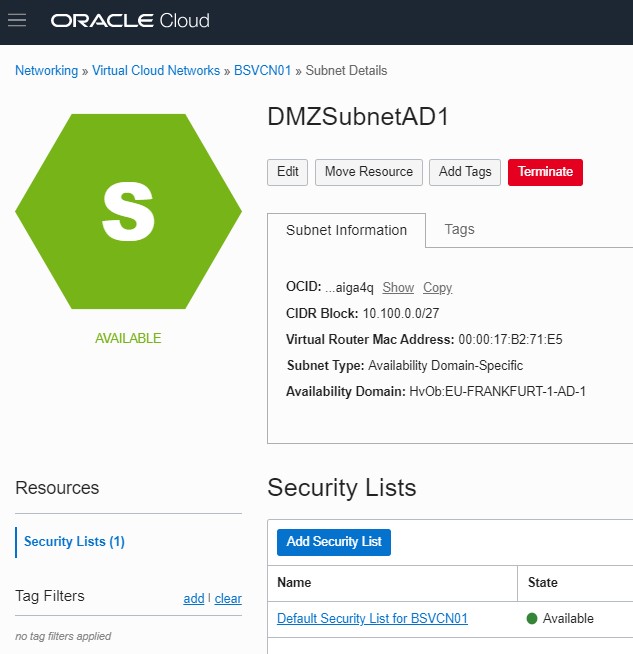 ORACLE Cloud
Networking » Virtual Cloud Networks » BSVCN01 » Subnet Details
S
AVAILABLE
DMZSubnetAD1
Edit Move Resource Add Tags Terminate
Subnet Information Tags
OCID: ...aiga4q Show Copy
CIDR Block: 10.100.0.0/27
Virtual Router Mac Address: 00:00:17:B2:71:E5
Subnet Type: Availability Domain-Specific
Availability Domain: HvOb:EU-FRANKFURT-1-AD-1
Resources
Security Lists (1)
Tag Filters add | clear
no tag filters applied
Security Lists
Add Security List
Name State
Default Security List for BSVCN01 Available